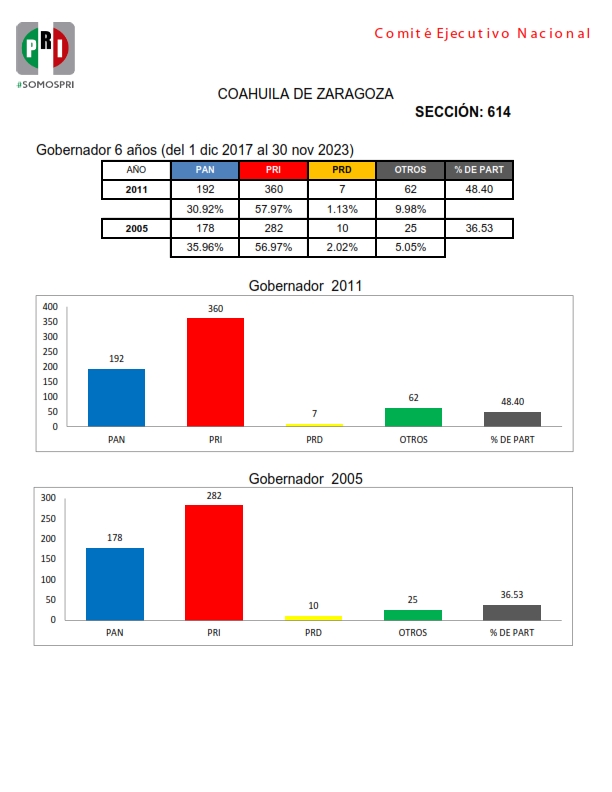 Comité Ejecutivo Nacional
PRI
#SOMOSPRI
COAHUILA DE ZARAGOZA
SECCIÓN: 614
Gobernador 6 años (del 1 dic 2017 al 30 nov 2023)
AÑO PAN PRI PRD OTROS % DE PART
2011 192 360 7 62 48.40
30.92% 57.97% 1.13% 9.98%
2005 178 282 10 25 36.53
35.96% 56.97% 2.02% 5.05%
Gobernador 2011
400
350
300
250
200
150
100
50
0
192
360
7
62
48.40
PAN PRI PRD OTROS % DE PART
Gobernador 2005
300
250
200
150
100
50
0
178
282
10
25
36.53
PAN PRI PRD OTROS % DE PART